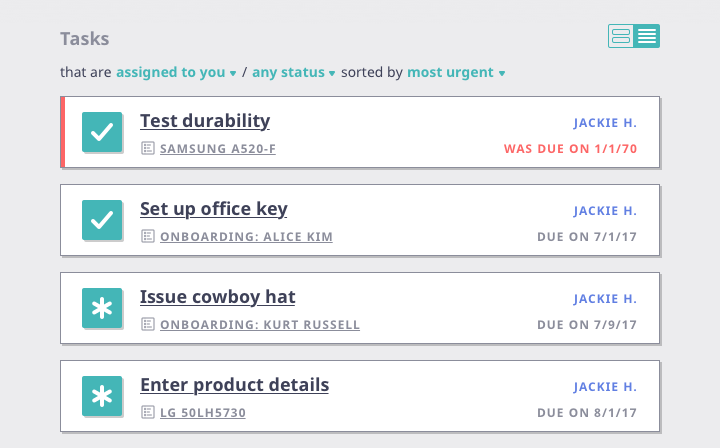 Tasks
that are assigned to you / any status sorted by most urgent
Test durability
JACKIE H.
SAMSUNG A520-F
WAS DUE ON 1/1/70
Set up office key
JACKIE H.
ONBOARDING: ALICE KIM
DUE ON 7/1/17
Issue cowboy hat
JACKIE H.
ONBOARDING: KURT RUSSELL
DUE ON 7/9/17
Enter product details
JACKIE H.
LG 50LH5730
DUE ON 8/1/17